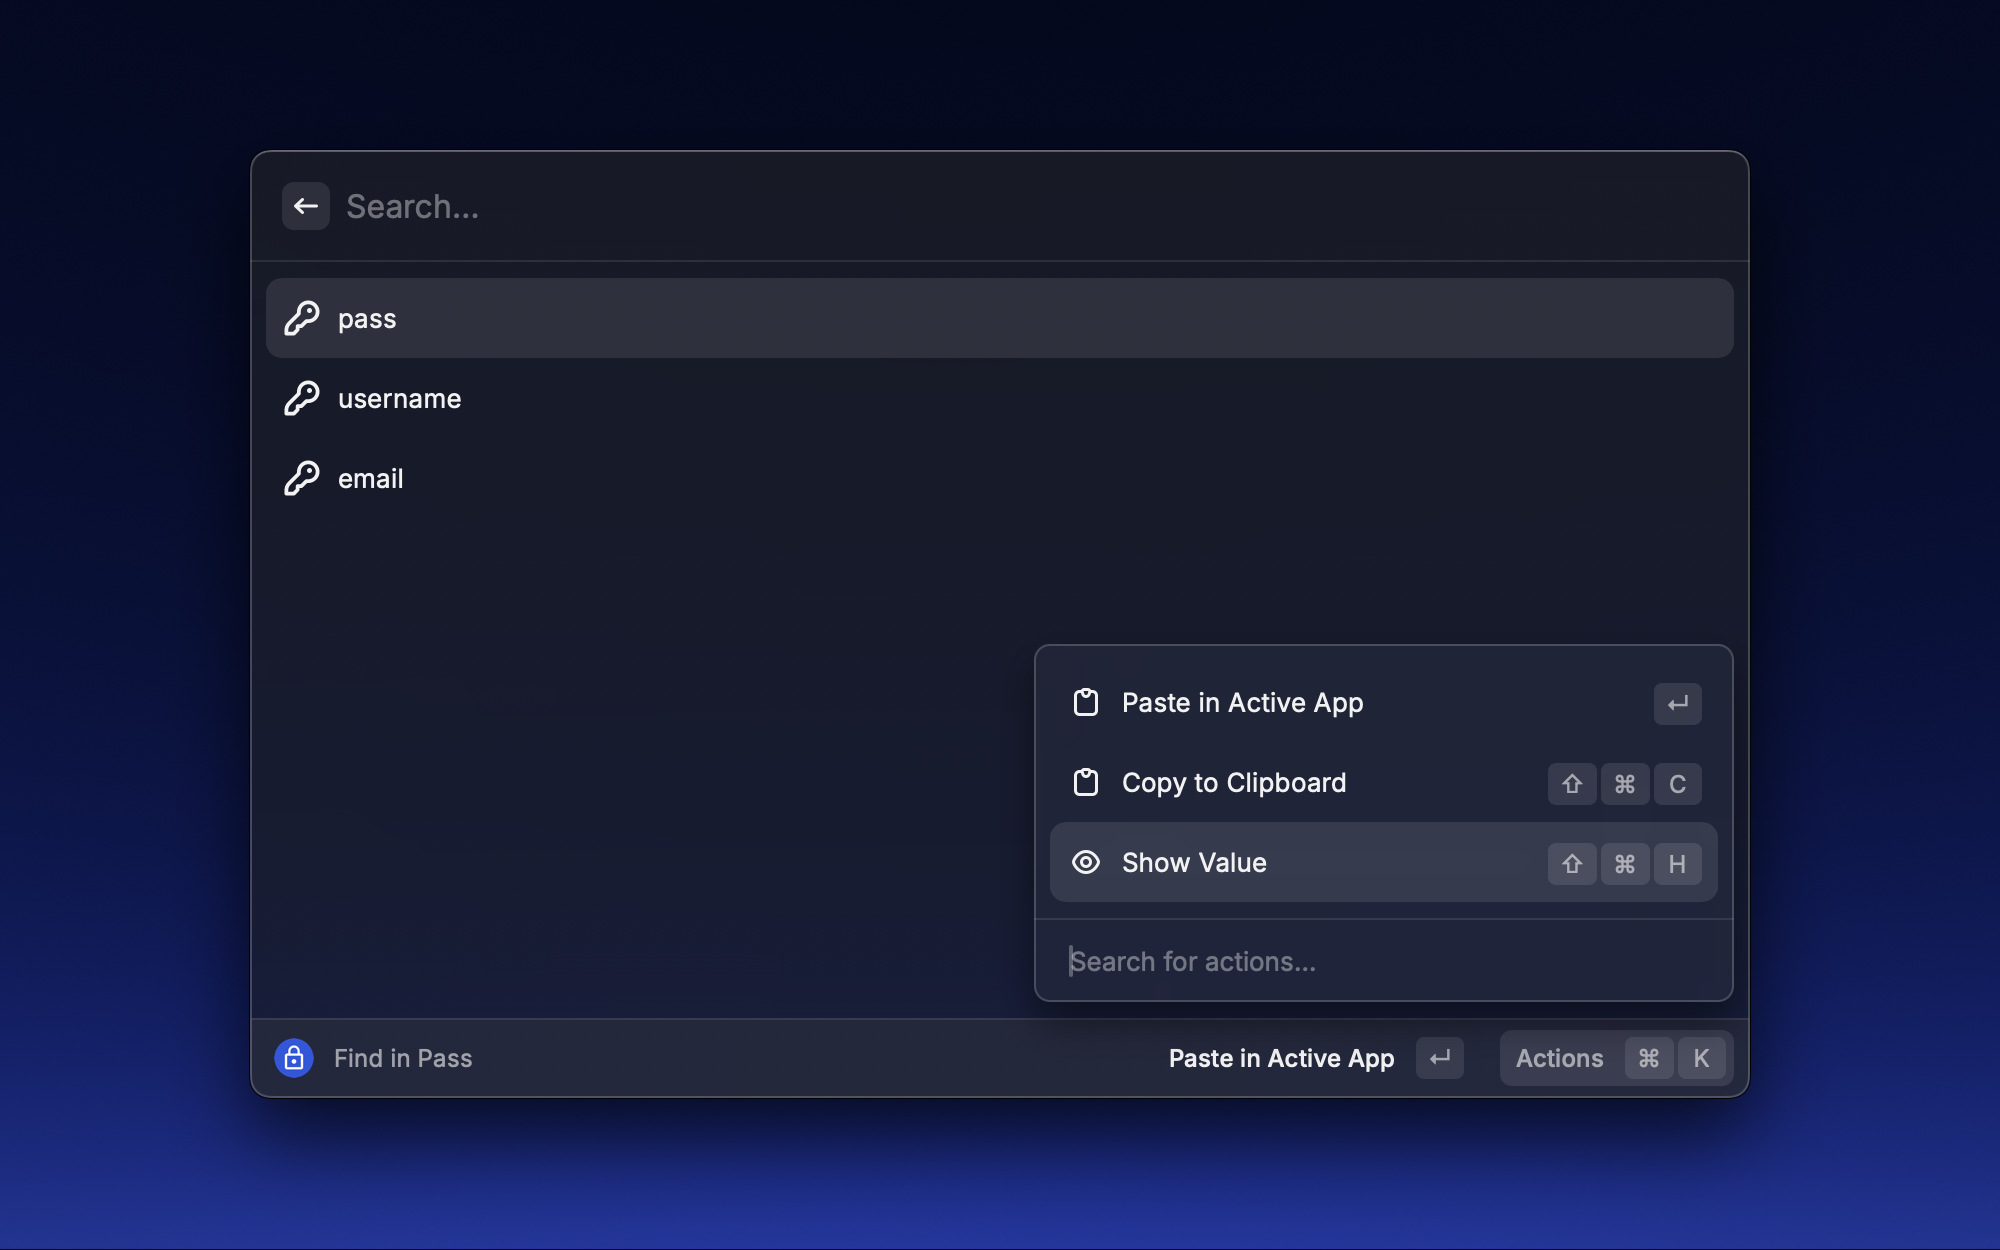 Search...
pass
username
email
Paste in Active App ↵
Copy to Clipboard ⇧ ⌘ C
Show Value ⇧ ⌘ H
Search for actions...
Find in Pass Paste in Active App ↵ Actions ⌘ K